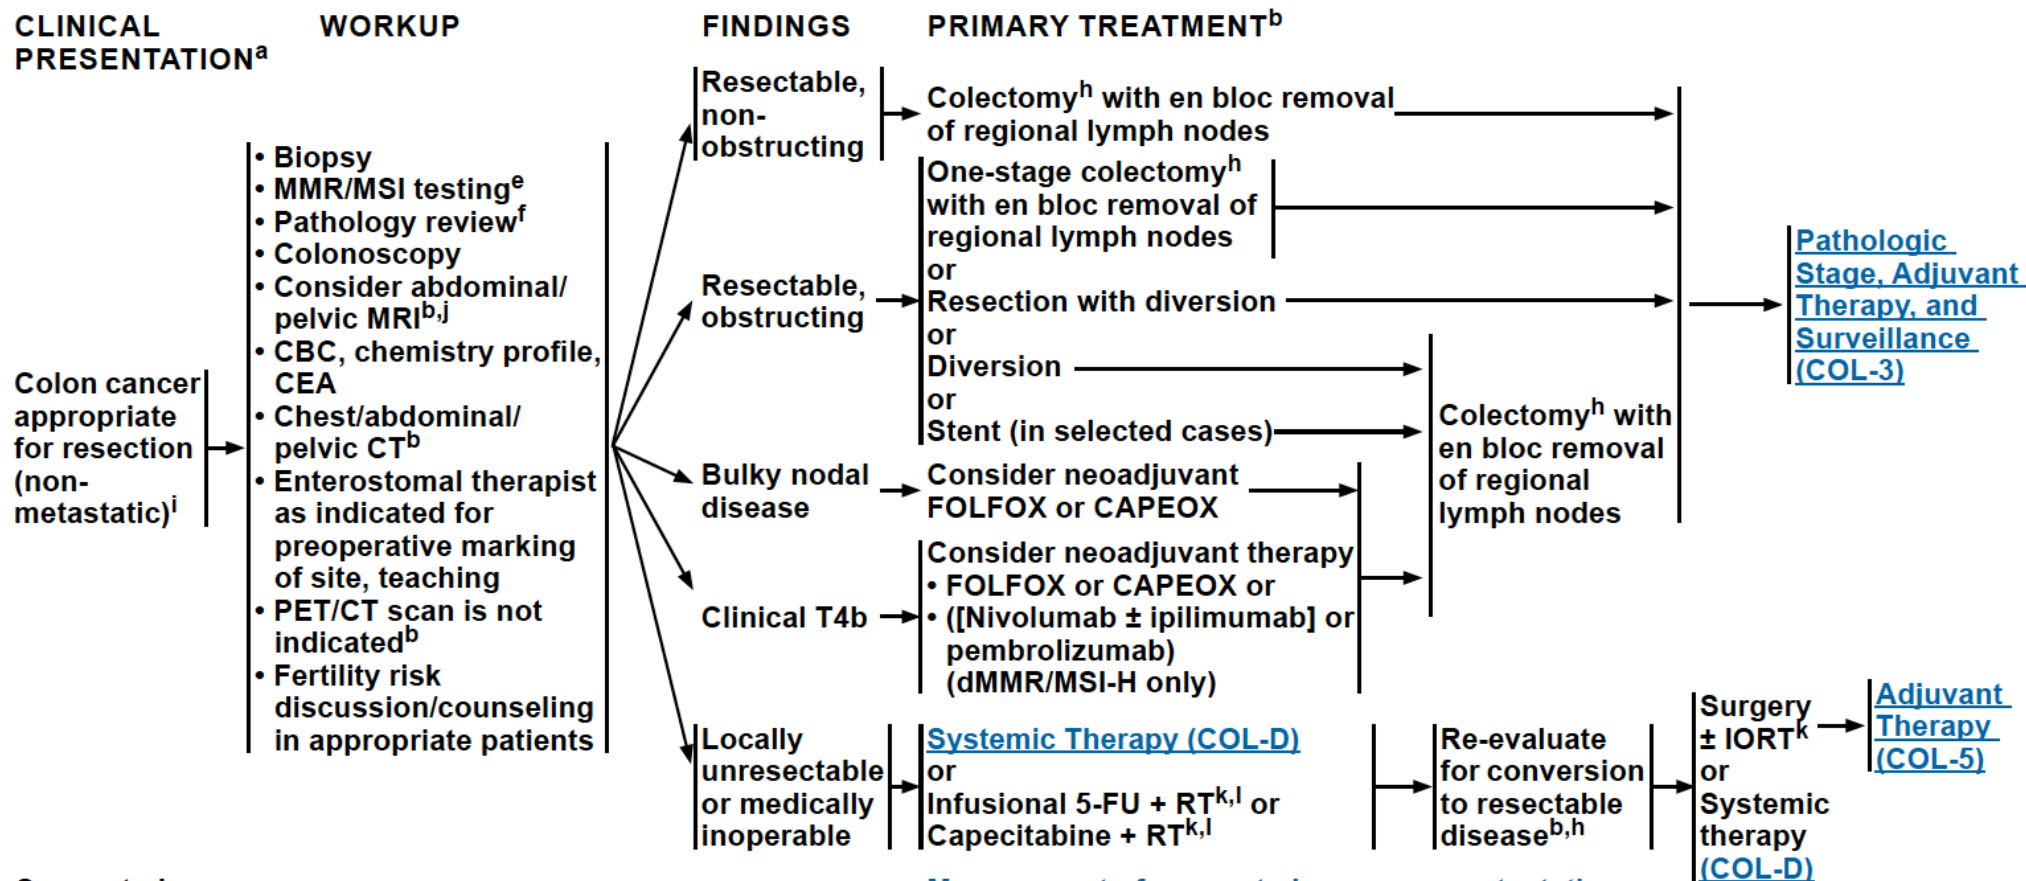 CLINICAL
PRESENTATIONᵃ
WORKUP
FINDINGS
PRIMARY TREATMENTᵇ
Colon cancer
appropriate
for resection
(non-
metastatic)ⁱ
• Biopsy
• MMR/MSI testingᵉ
• Pathology reviewᶠ
• Colonoscopy
• Consider abdominal/
pelvic MRIᵇ,ʲ
• CBC, chemistry profile,
CEA
• Chest/abdominal/
pelvic CTᵇ
• Enterostomal therapist
as indicated for
preoperative marking
of site, teaching
• PET/CT scan is not
indicatedᵇ
• Fertility risk
discussion/counseling
in appropriate patients
Resectable,
non-
obstructing
Colectomyʰ with en bloc removal
of regional lymph nodes
Resectable,
obstructing
One-stage colectomyʰ
with en bloc removal of
regional lymph nodes
or
Resection with diversion
or
Diversion
or
Stent (in selected cases)
Bulky nodal
disease
Consider neoadjuvant
FOLFOX or CAPEOX
Clinical T4b
Consider neoadjuvant therapy
• FOLFOX or CAPEOX or
• ([Nivolumab ± ipilimumab] or
pembrolizumab)
(dMMR/MSI-H only)
Colectomyʰ with
en bloc removal
of regional
lymph nodes
Pathologic
Stage, Adjuvant
Therapy, and
Surveillance
(COL-3)
Locally
unresectable
or medically
inoperable
Systemic Therapy (COL-D)
or
Infusional 5-FU + RTᵏ,ˡ or
Capecitabine + RTᵏ,ˡ
Re-evaluate
for conversion
to resectable
diseaseᵇ,ʰ
Surgery
± IORTᵏ
or
Systemic
therapy
(COL-D)
Adjuvant
Therapy
(COL-5)